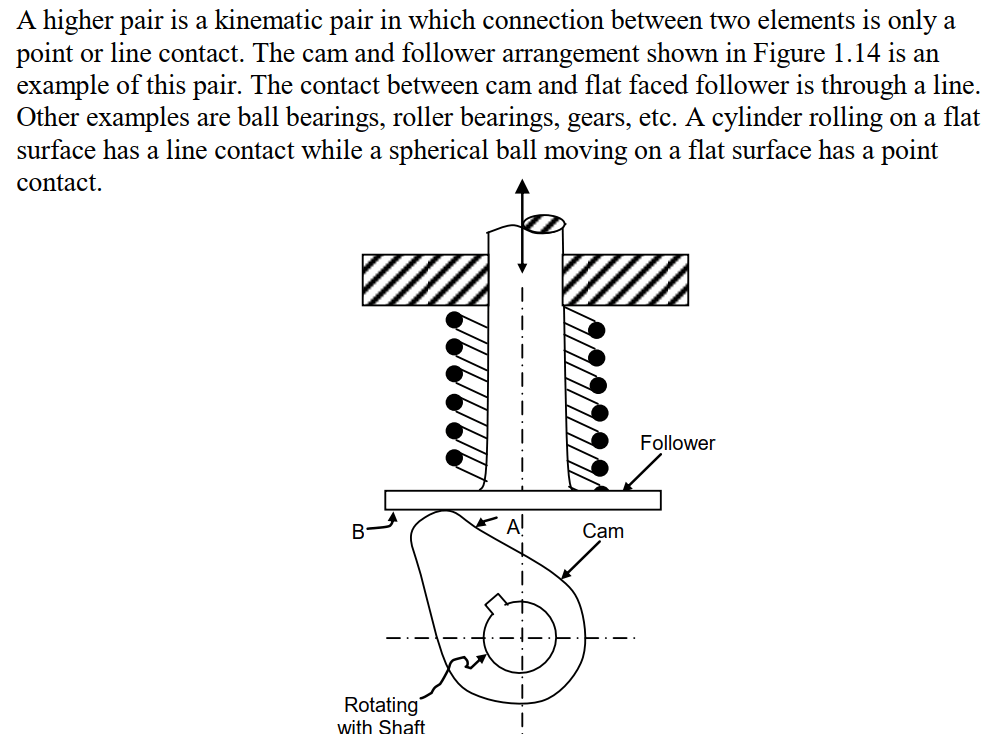 A higher pair is a kinematic pair in which connection between two elements is only a
point or line contact. The cam and follower arrangement shown in Figure 1.14 is an
example of this pair. The contact between cam and flat faced follower is through a line.
Other examples are ball bearings, roller bearings, gears, etc. A cylinder rolling on a flat
surface has a line contact while a spherical ball moving on a flat surface has a point
contact.
Follower
B
A
Cam
Rotating
with Shaft